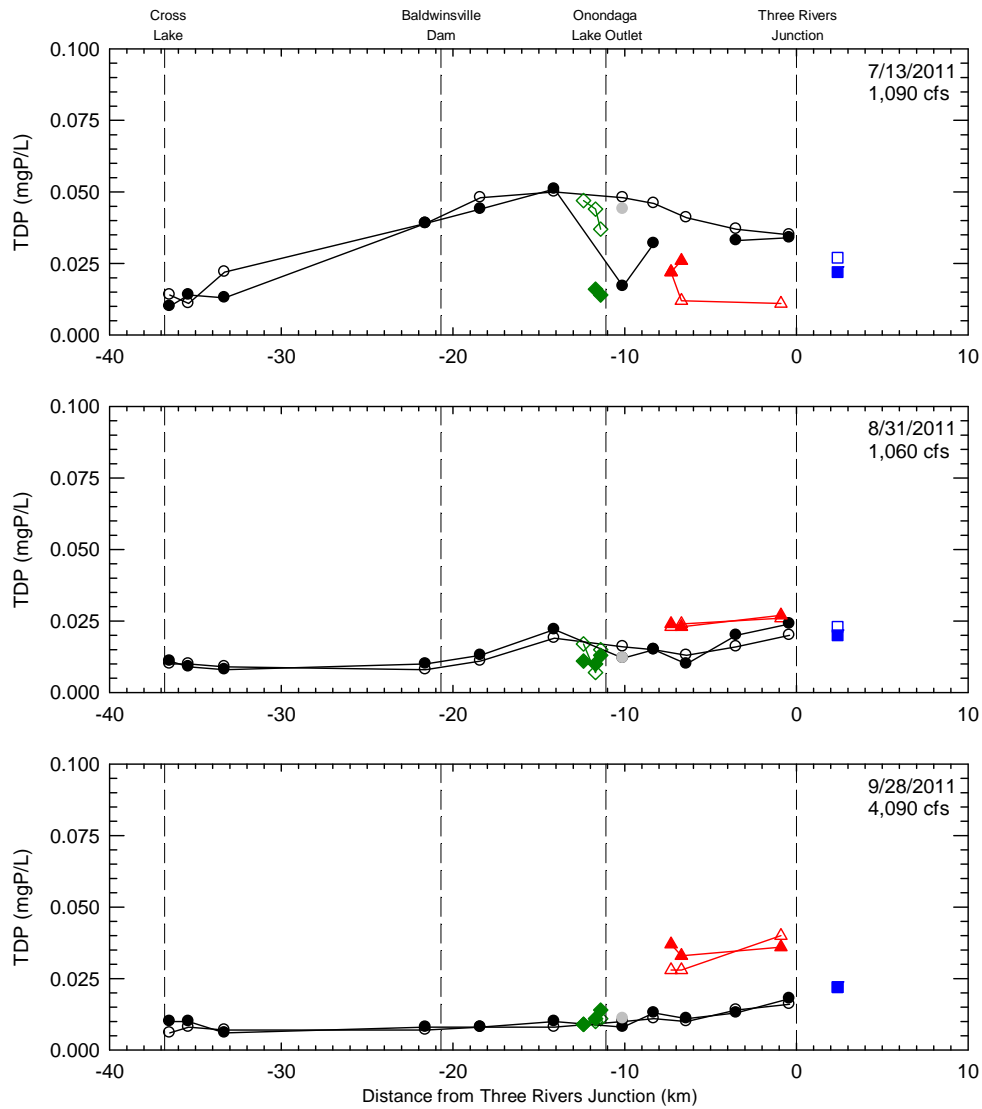 Cross Baldwinsville Onondaga Three Rivers
Lake Dam Lake Outlet Junction
0.100
7/13/2011
1,090 cfs
0.075
TDP (mgP/L)
0.050
0.025
0.000
-40 -30 -20 -10 0 10
0.100
8/31/2011
1,060 cfs
0.075
TDP (mgP/L)
0.050
0.025
0.000
-40 -30 -20 -10 0 10
0.100
9/28/2011
4,090 cfs
0.075
TDP (mgP/L)
0.050
0.025
0.000
-40 -30 -20 -10 0 10
Distance from Three Rivers Junction (km)